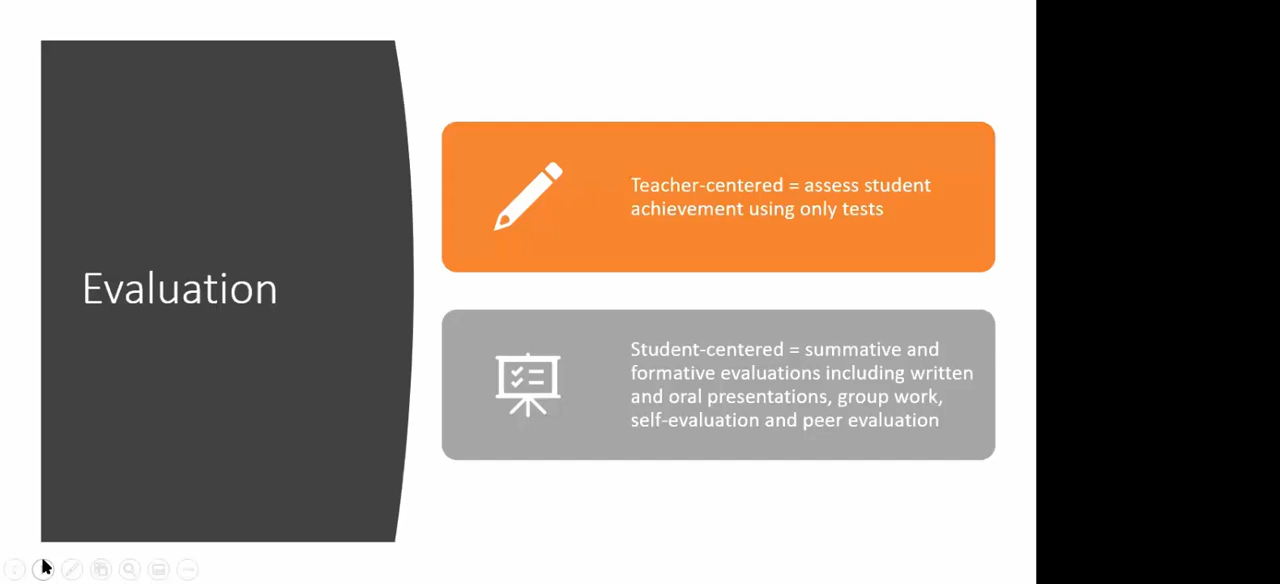 Evaluation
Teacher-centered = assess student
achievement using only tests
Student-centered = summative and
formative evaluations including written
and oral presentations, group work,
self-evaluation and peer evaluation